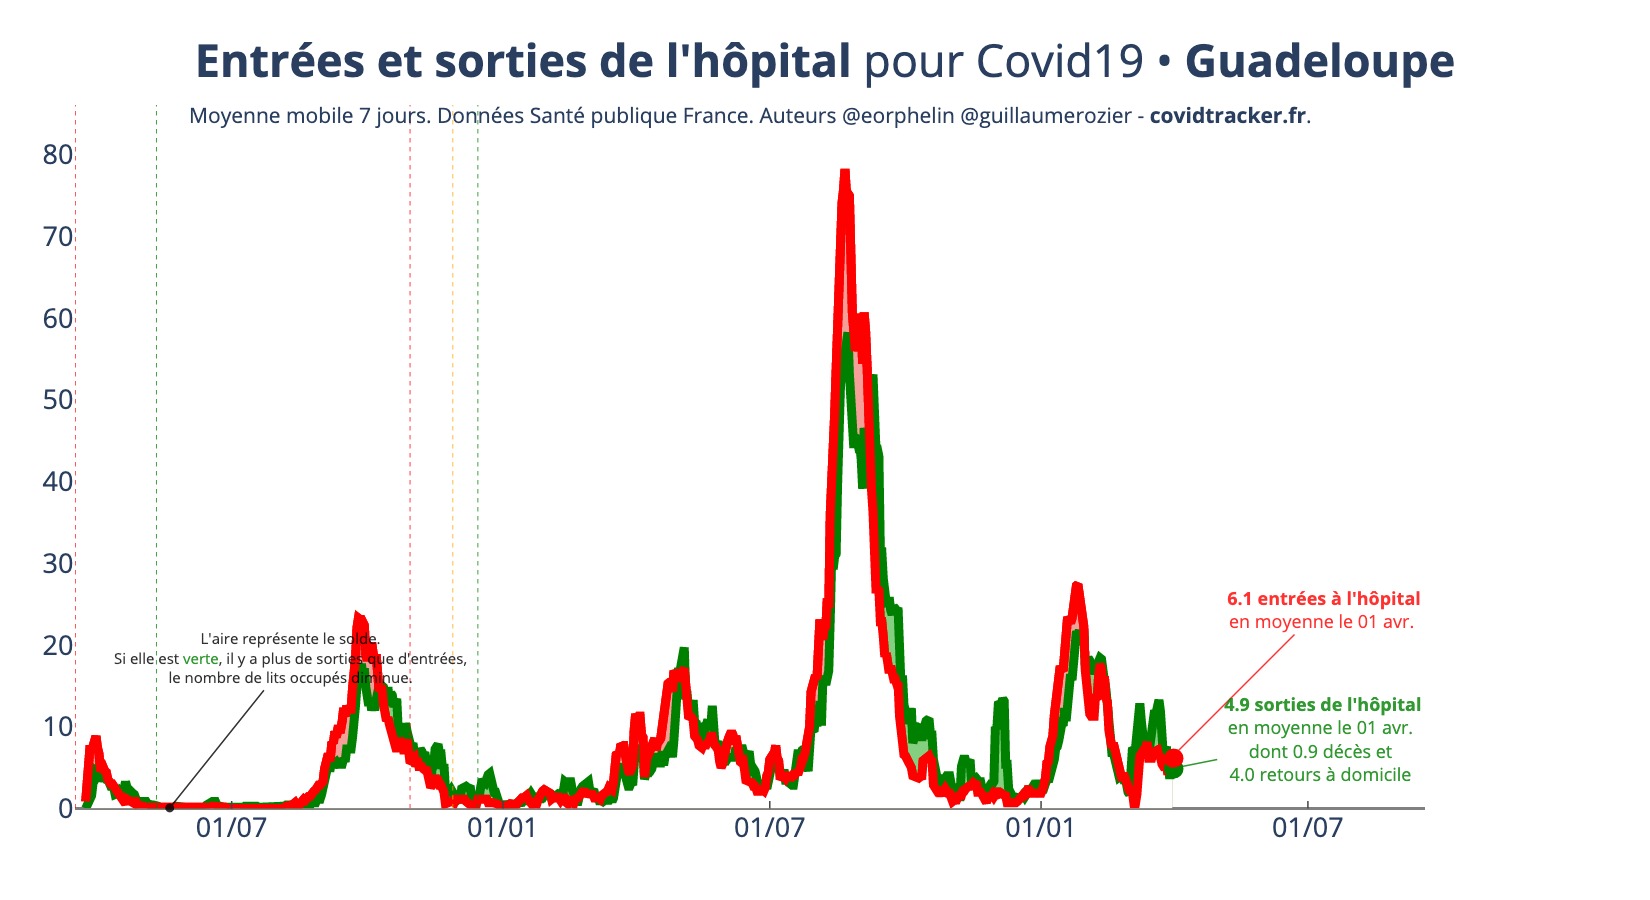 Entrées et sorties de l'hôpital pour Covid19 • Guadeloupe
Moyenne mobile 7 jours. Données Santé publique France. Auteurs @eorphelin @guillaumerozier - covidtracker.fr.
80
70
60
50
40
30
20
10
0
L'aire représente le solde.
Si elle est verte, il y a plus de sorties que d'entrées,
le nombre de lits occupés diminue.
6.1 entrées à l'hôpital
en moyenne le 01 avr.
4.9 sorties de l'hôpital
en moyenne le 01 avr.
dont 0.9 décès et
4.0 retours à domicile
01/07
01/01
01/07
01/01
01/07